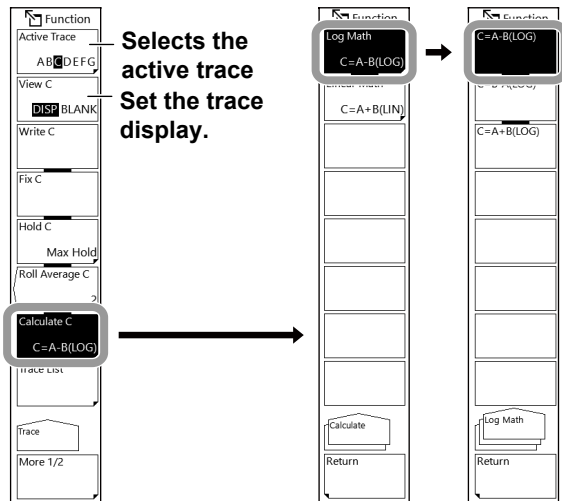 Function
Active Trace
ABCDEFG
View C
DISP BLANK
Write C
Fix C
Hold C
Max Hold
Roll Average C
2
Calculate C
C=A-B(LOG)
Trace List
Trace
More 1/2
Selects the
active trace
Set the trace
display.
Function
Log Math
C=A-B(LOG)
Linear Math
C=A+B(LIN)
Calculate
Return
Function
C=A-B(LOG)
C=B-A(LOG)
C=A+B(LOG)
Log Math
Return